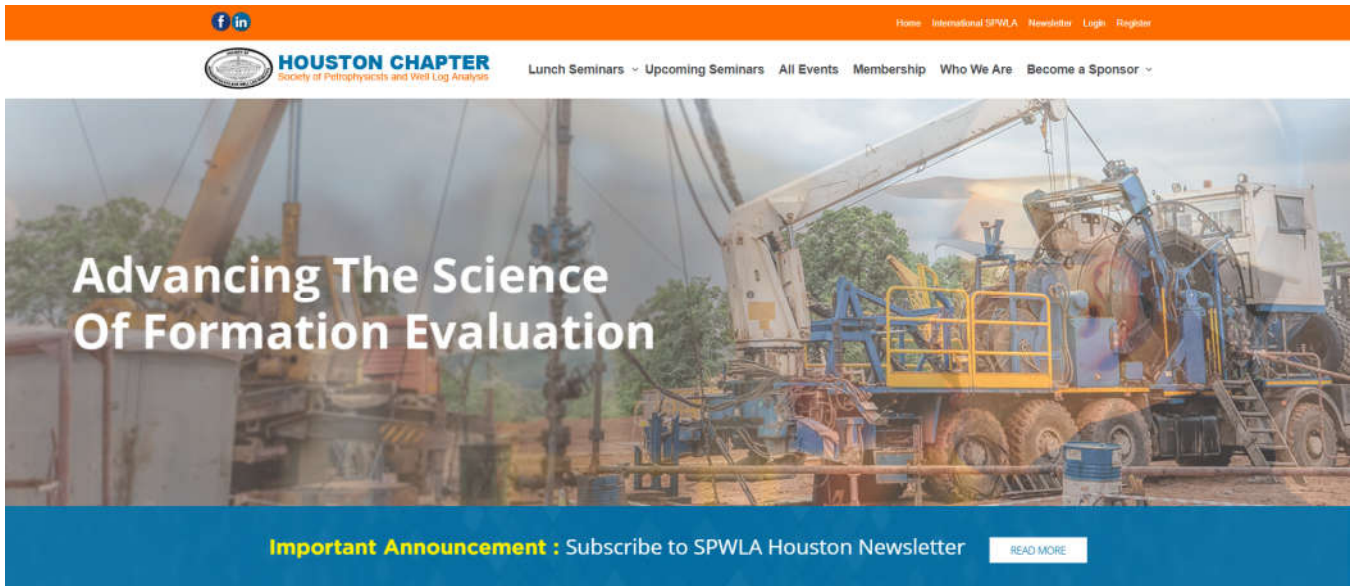 f in
Home International SPWLA Newsletter Login Register
HOUSTON CHAPTER
Society of Petrophysicsts and Well Log Analysis
Lunch Seminars Upcoming Seminars All Events Membership Who We Are Become a Sponsor
Advancing The Science
Of Formation Evaluation
Important Announcement : Subscribe to SPWLA Houston Newsletter READ MORE